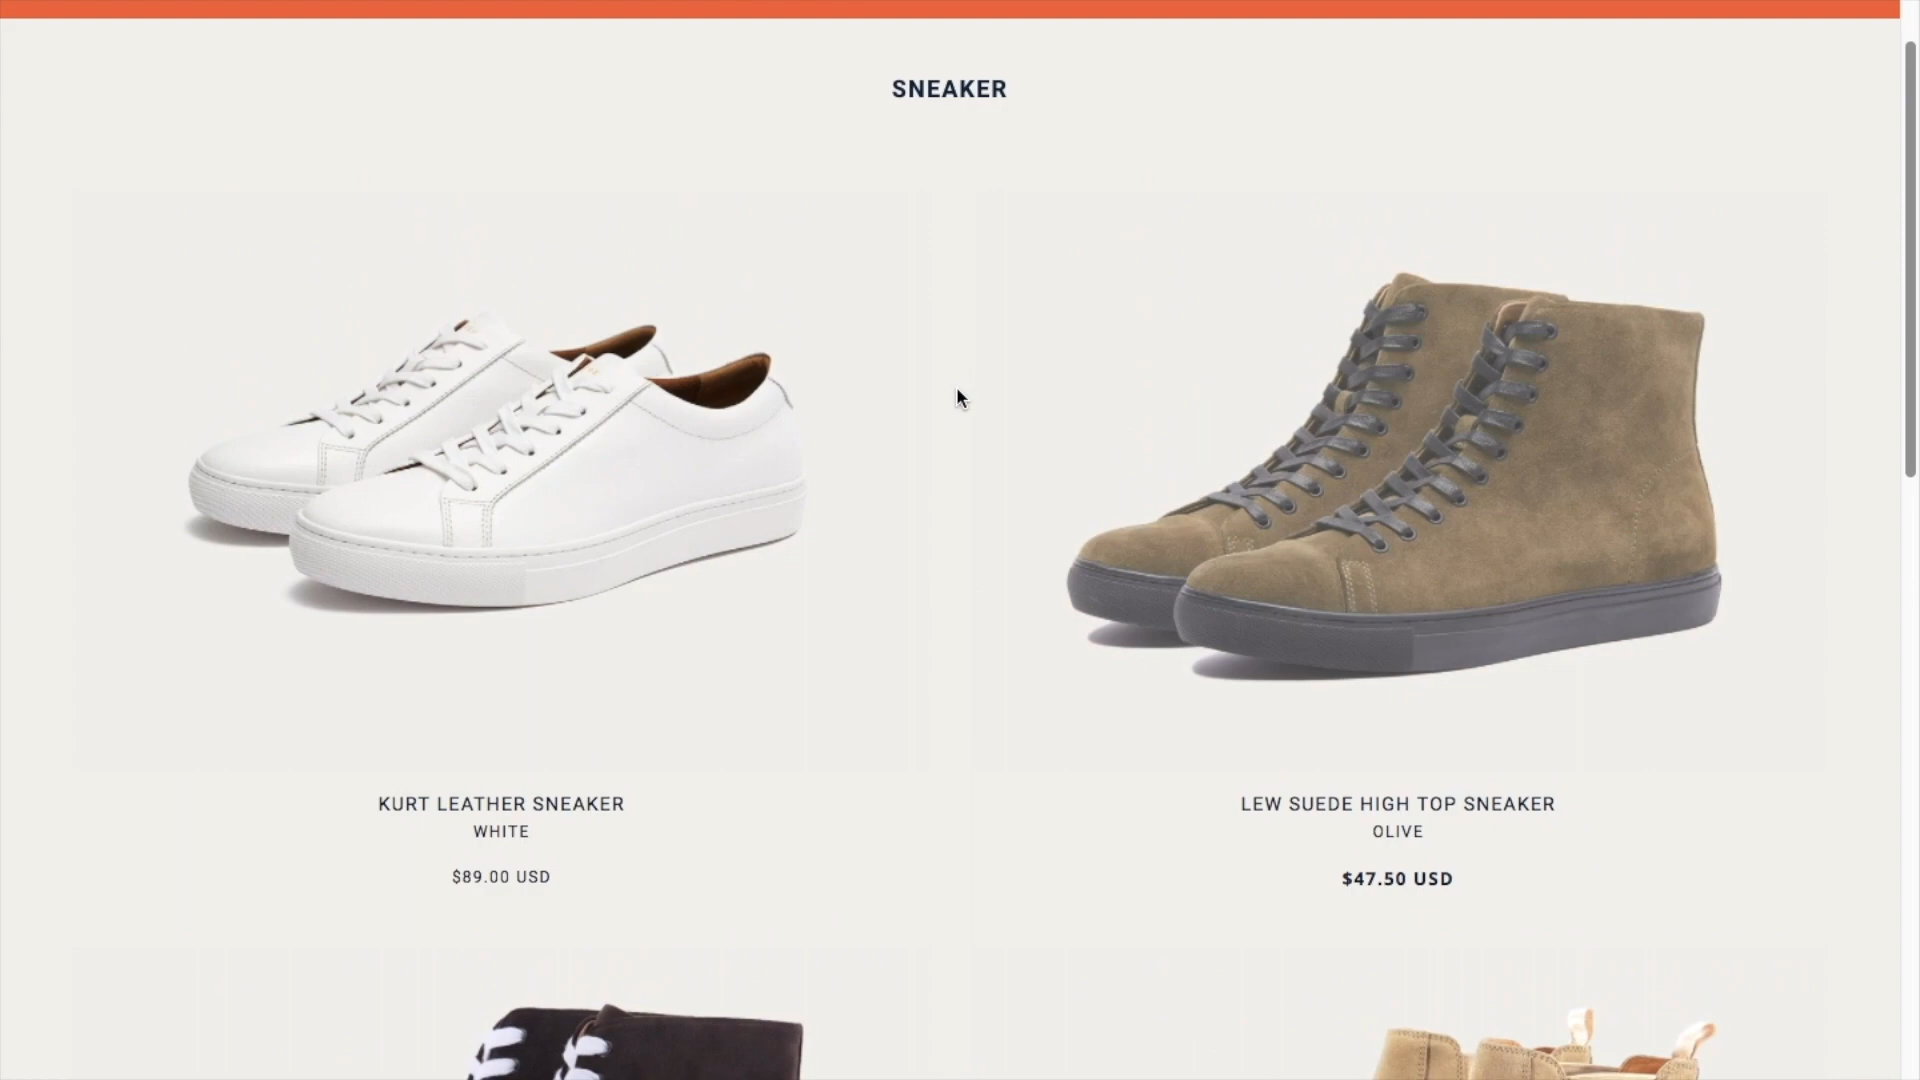 SNEAKER
KURT LEATHER SNEAKER
WHITE
$89.00 USD
LEW SUEDE HIGH TOP SNEAKER
OLIVE
$47.50 USD